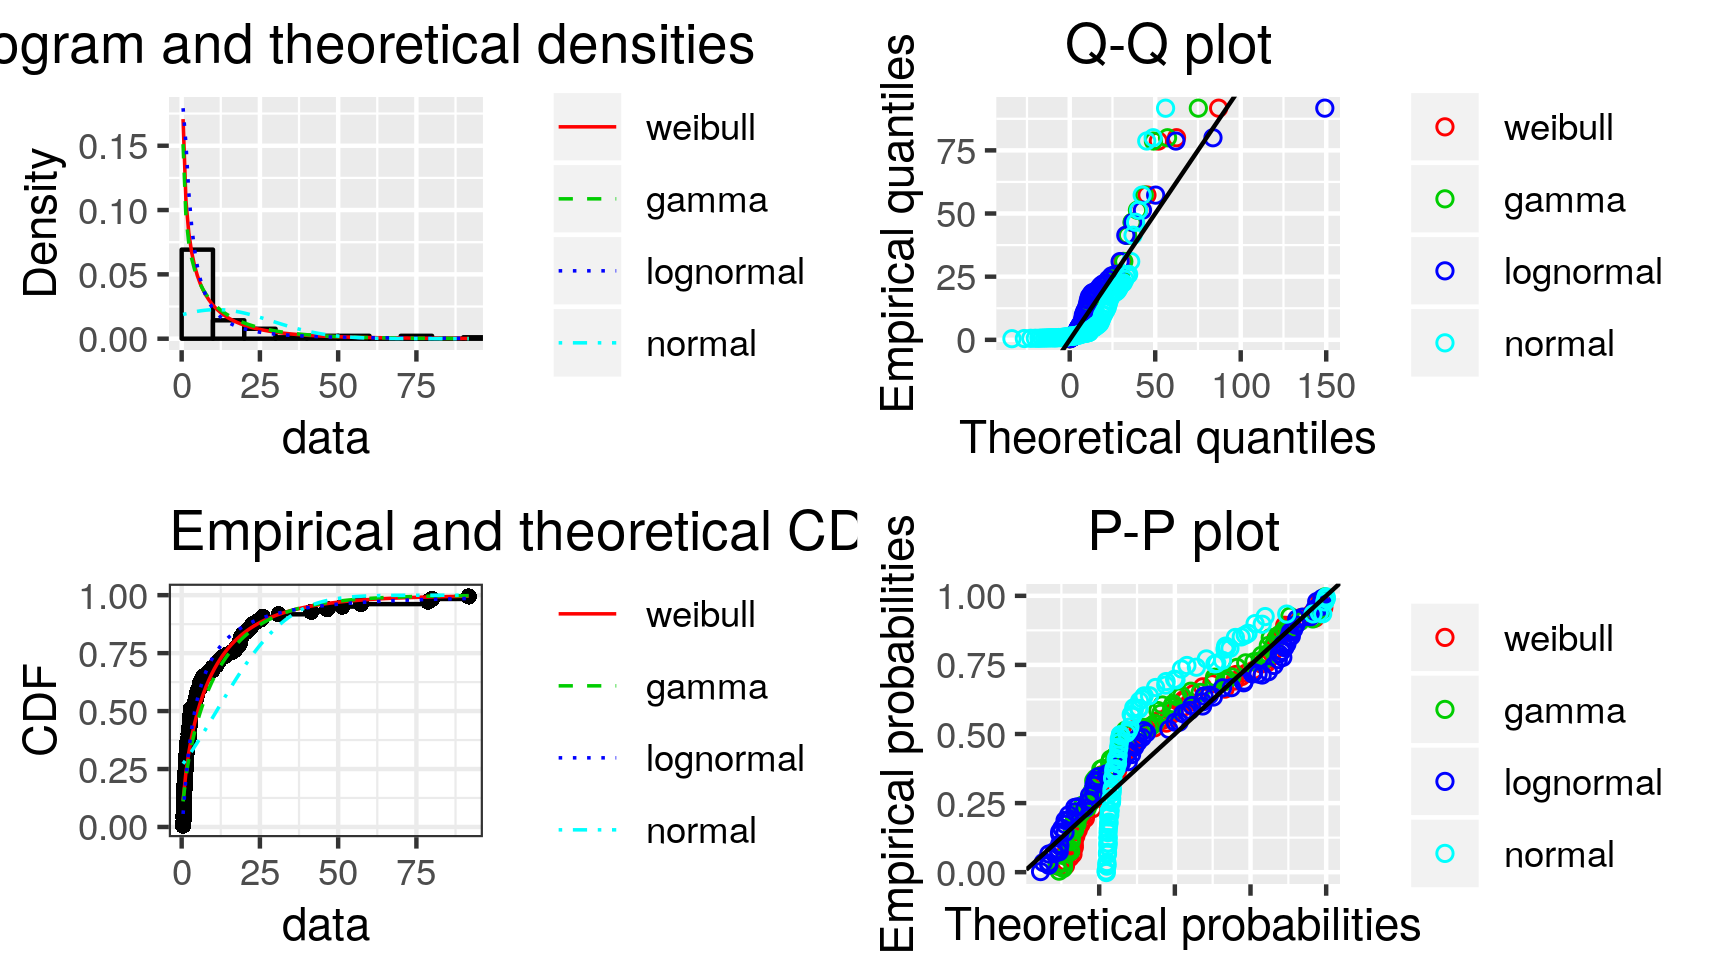 ogram and theoretical densities
Density
0.15
0.10
0.05
0.00
0
25
50
75
data
weibull
gamma
lognormal
normal
Q-Q plot
Empirical quantiles
75
50
25
0
0
50
100
150
Theoretical quantiles
weibull
gamma
lognormal
normal
Empirical and theoretical CD
CDF
1.00
0.75
0.50
0.25
0.00
0
25
50
75
data
weibull
gamma
lognormal
normal
P-P plot
Empirical probabilities
1.00
0.75
0.50
0.25
0.00
Theoretical probabilities
weibull
gamma
lognormal
normal